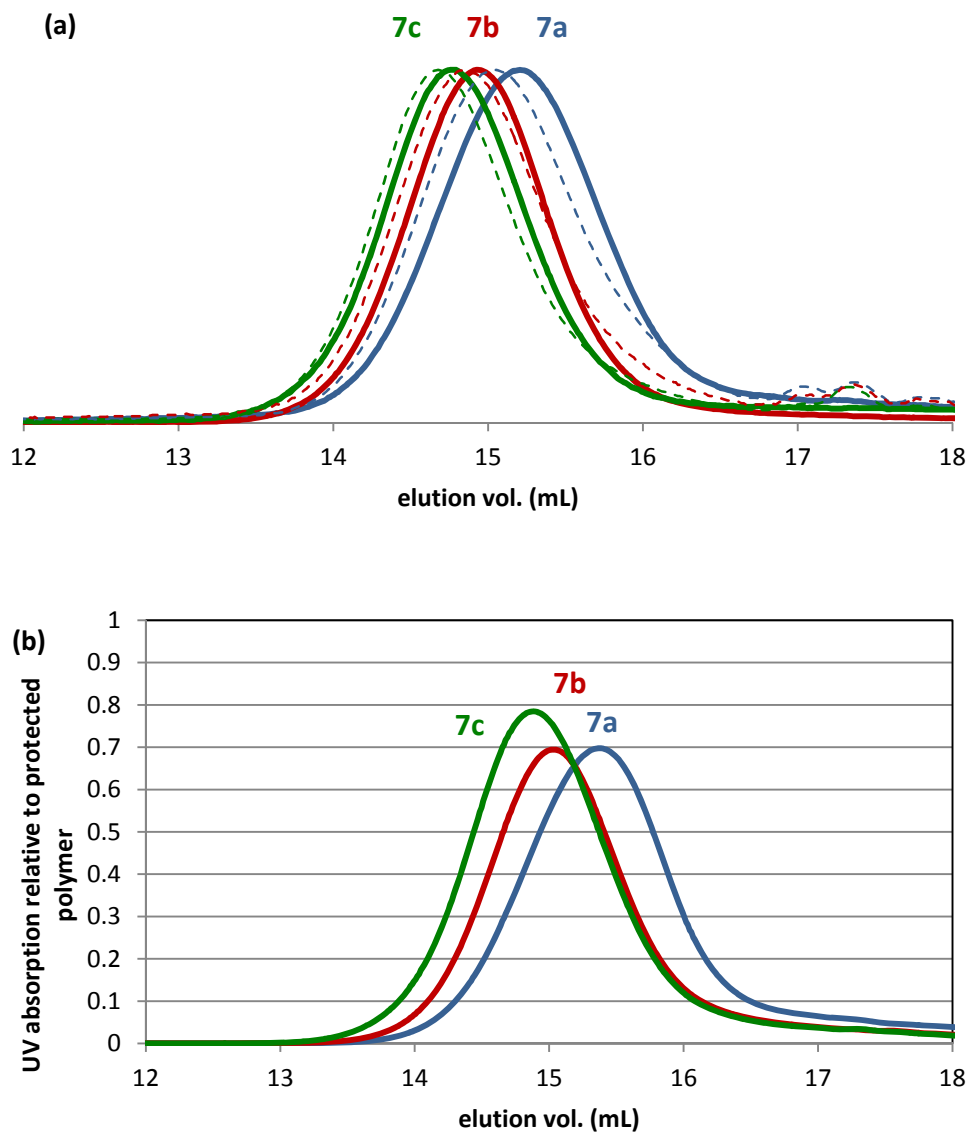 (a)
7c 7b 7a
12 13 14 15 16 17 18
elution vol. (mL)
(b)
UV absorption relative to protected
polymer
1
0.9
0.8
0.7
0.6
0.5
0.4
0.3
0.2
0.1
0
7b
7c
7a
12 13 14 15 16 17 18
elution vol. (mL)